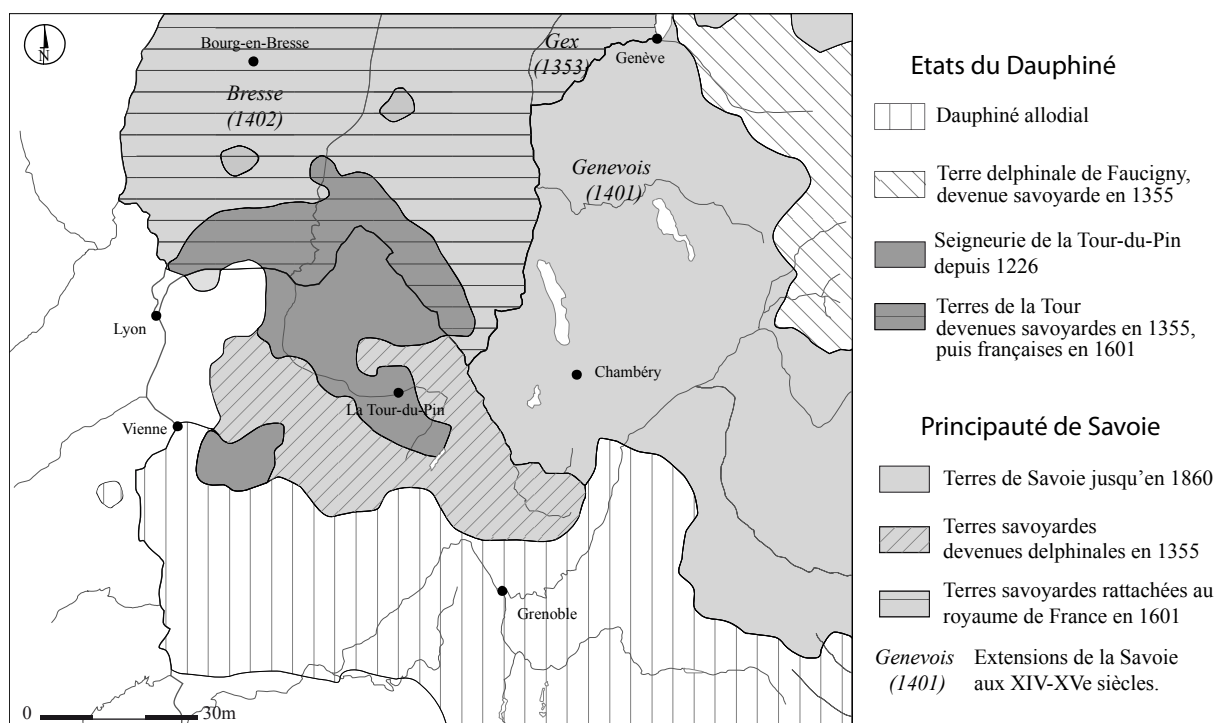 N
Bourg-en-Bresse
Bresse
(1402)
Gex
(1353)
Genève
Genevois
(1401)
Lyon
Chambéry
La Tour-du-Pin
Vienne
Grenoble
0 30m
Etats du Dauphiné
Dauphiné allodial
Terre delphinale de Faucigny,
devenue savoyarde en 1355
Seigneurie de la Tour-du-Pin
depuis 1226
Terres de la Tour
devenues savoyardes en 1355,
puis françaises en 1601
Principauté de Savoie
Terres de Savoie jusqu’en 1860
Terres savoyardes
devenues delphinales en 1355
Terres savoyardes rattachées au
royaume de France en 1601
Genevois Extensions de la Savoie
(1401) aux XIV-XVe siècles.